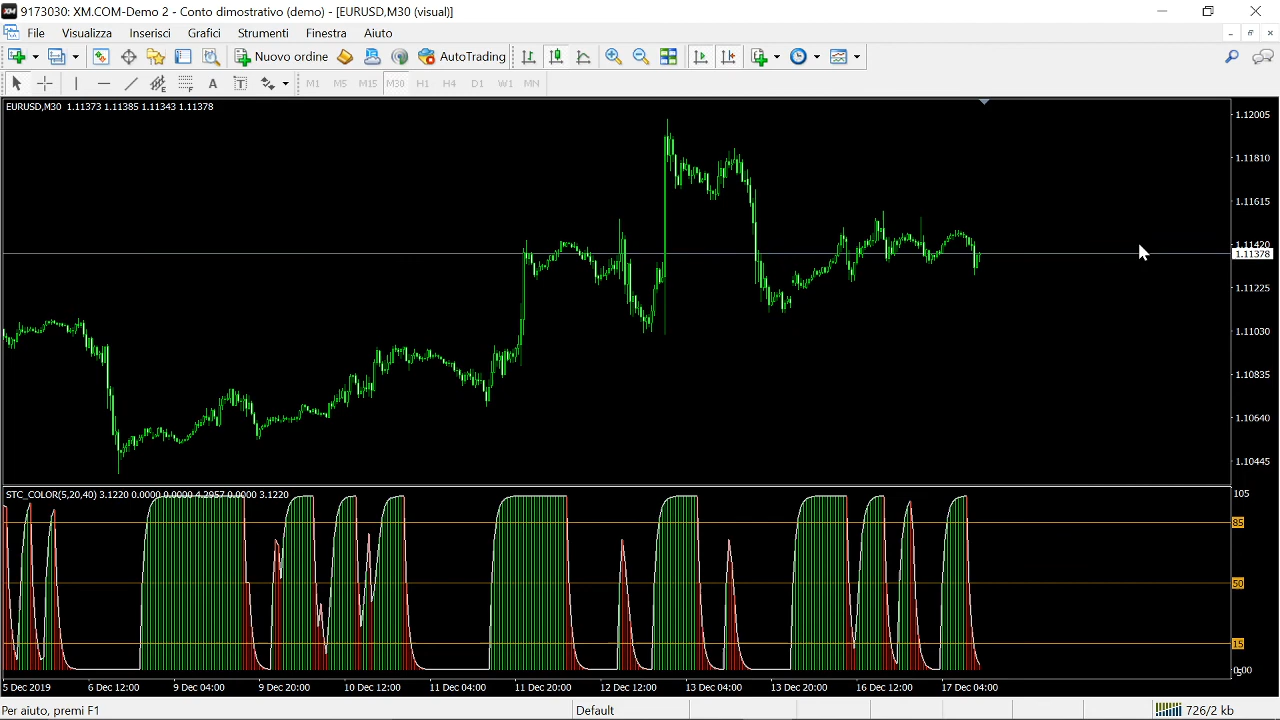 9173030: XM.COM-Demo 2 - Conto dimostrativo (demo) - [EURUSD,M30 (visual)]
File Visualizza Inserisci Grafici Strumenti Finestra Aiuto
Nuovo ordine AutoTrading
A T M1 M5 M15 M30 H1 H4 D1 W1 MN
EURUSD,M30 1.11373 1.11385 1.11343 1.11378
1.12005
1.11810
1.11615
1.11420
1.11378
1.11225
1.11030
1.10835
1.10640
1.10445
STC_COLOR(5,20,40) 3.1220 0.0000 0.0000 4.2957 0.0000 3.1220
105
85
50
15
5 Dec 2019 6 Dec 12:00 9 Dec 04:00 9 Dec 20:00 10 Dec 12:00 11 Dec 04:00 11 Dec 20:00 12 Dec 12:00 13 Dec 04:00 13 Dec 20:00 16 Dec 12:00 17 Dec 04:00
Per aiuto, premi F1 Default 726/2 kb